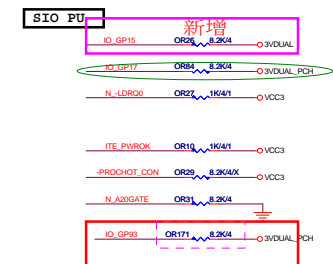 SIO PU
新增
IO_GP15 OR26 8.2K/4 3VDUAL
IO_GP17 OR84 8.2K/4 3VDUAL_PCH
N_-LDRQ0 OR27 1K/4/1 VCC3
ITE_PWROK OR10 1K/4/1 VCC3
-PROCHOT_CON OR29 8.2K/4/X VCC3
N_A20GATE OR31 8.2K/4
IO_GP93 OR171 8.2K/4 3VDUAL_PCH